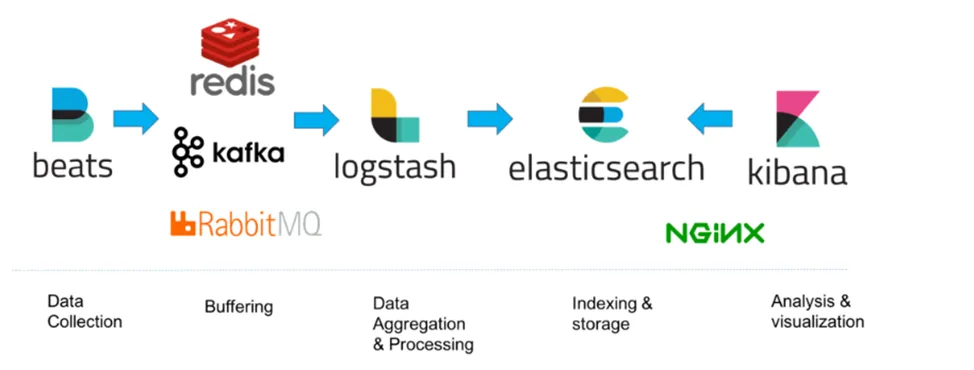 redis
beats
kafka
logstash
elasticsearch
kibana
RabbitMQ
NGINX
Data
Collection
Buffering
Data
Aggregation
& Processing
Indexing &
storage
Analysis &
visualization